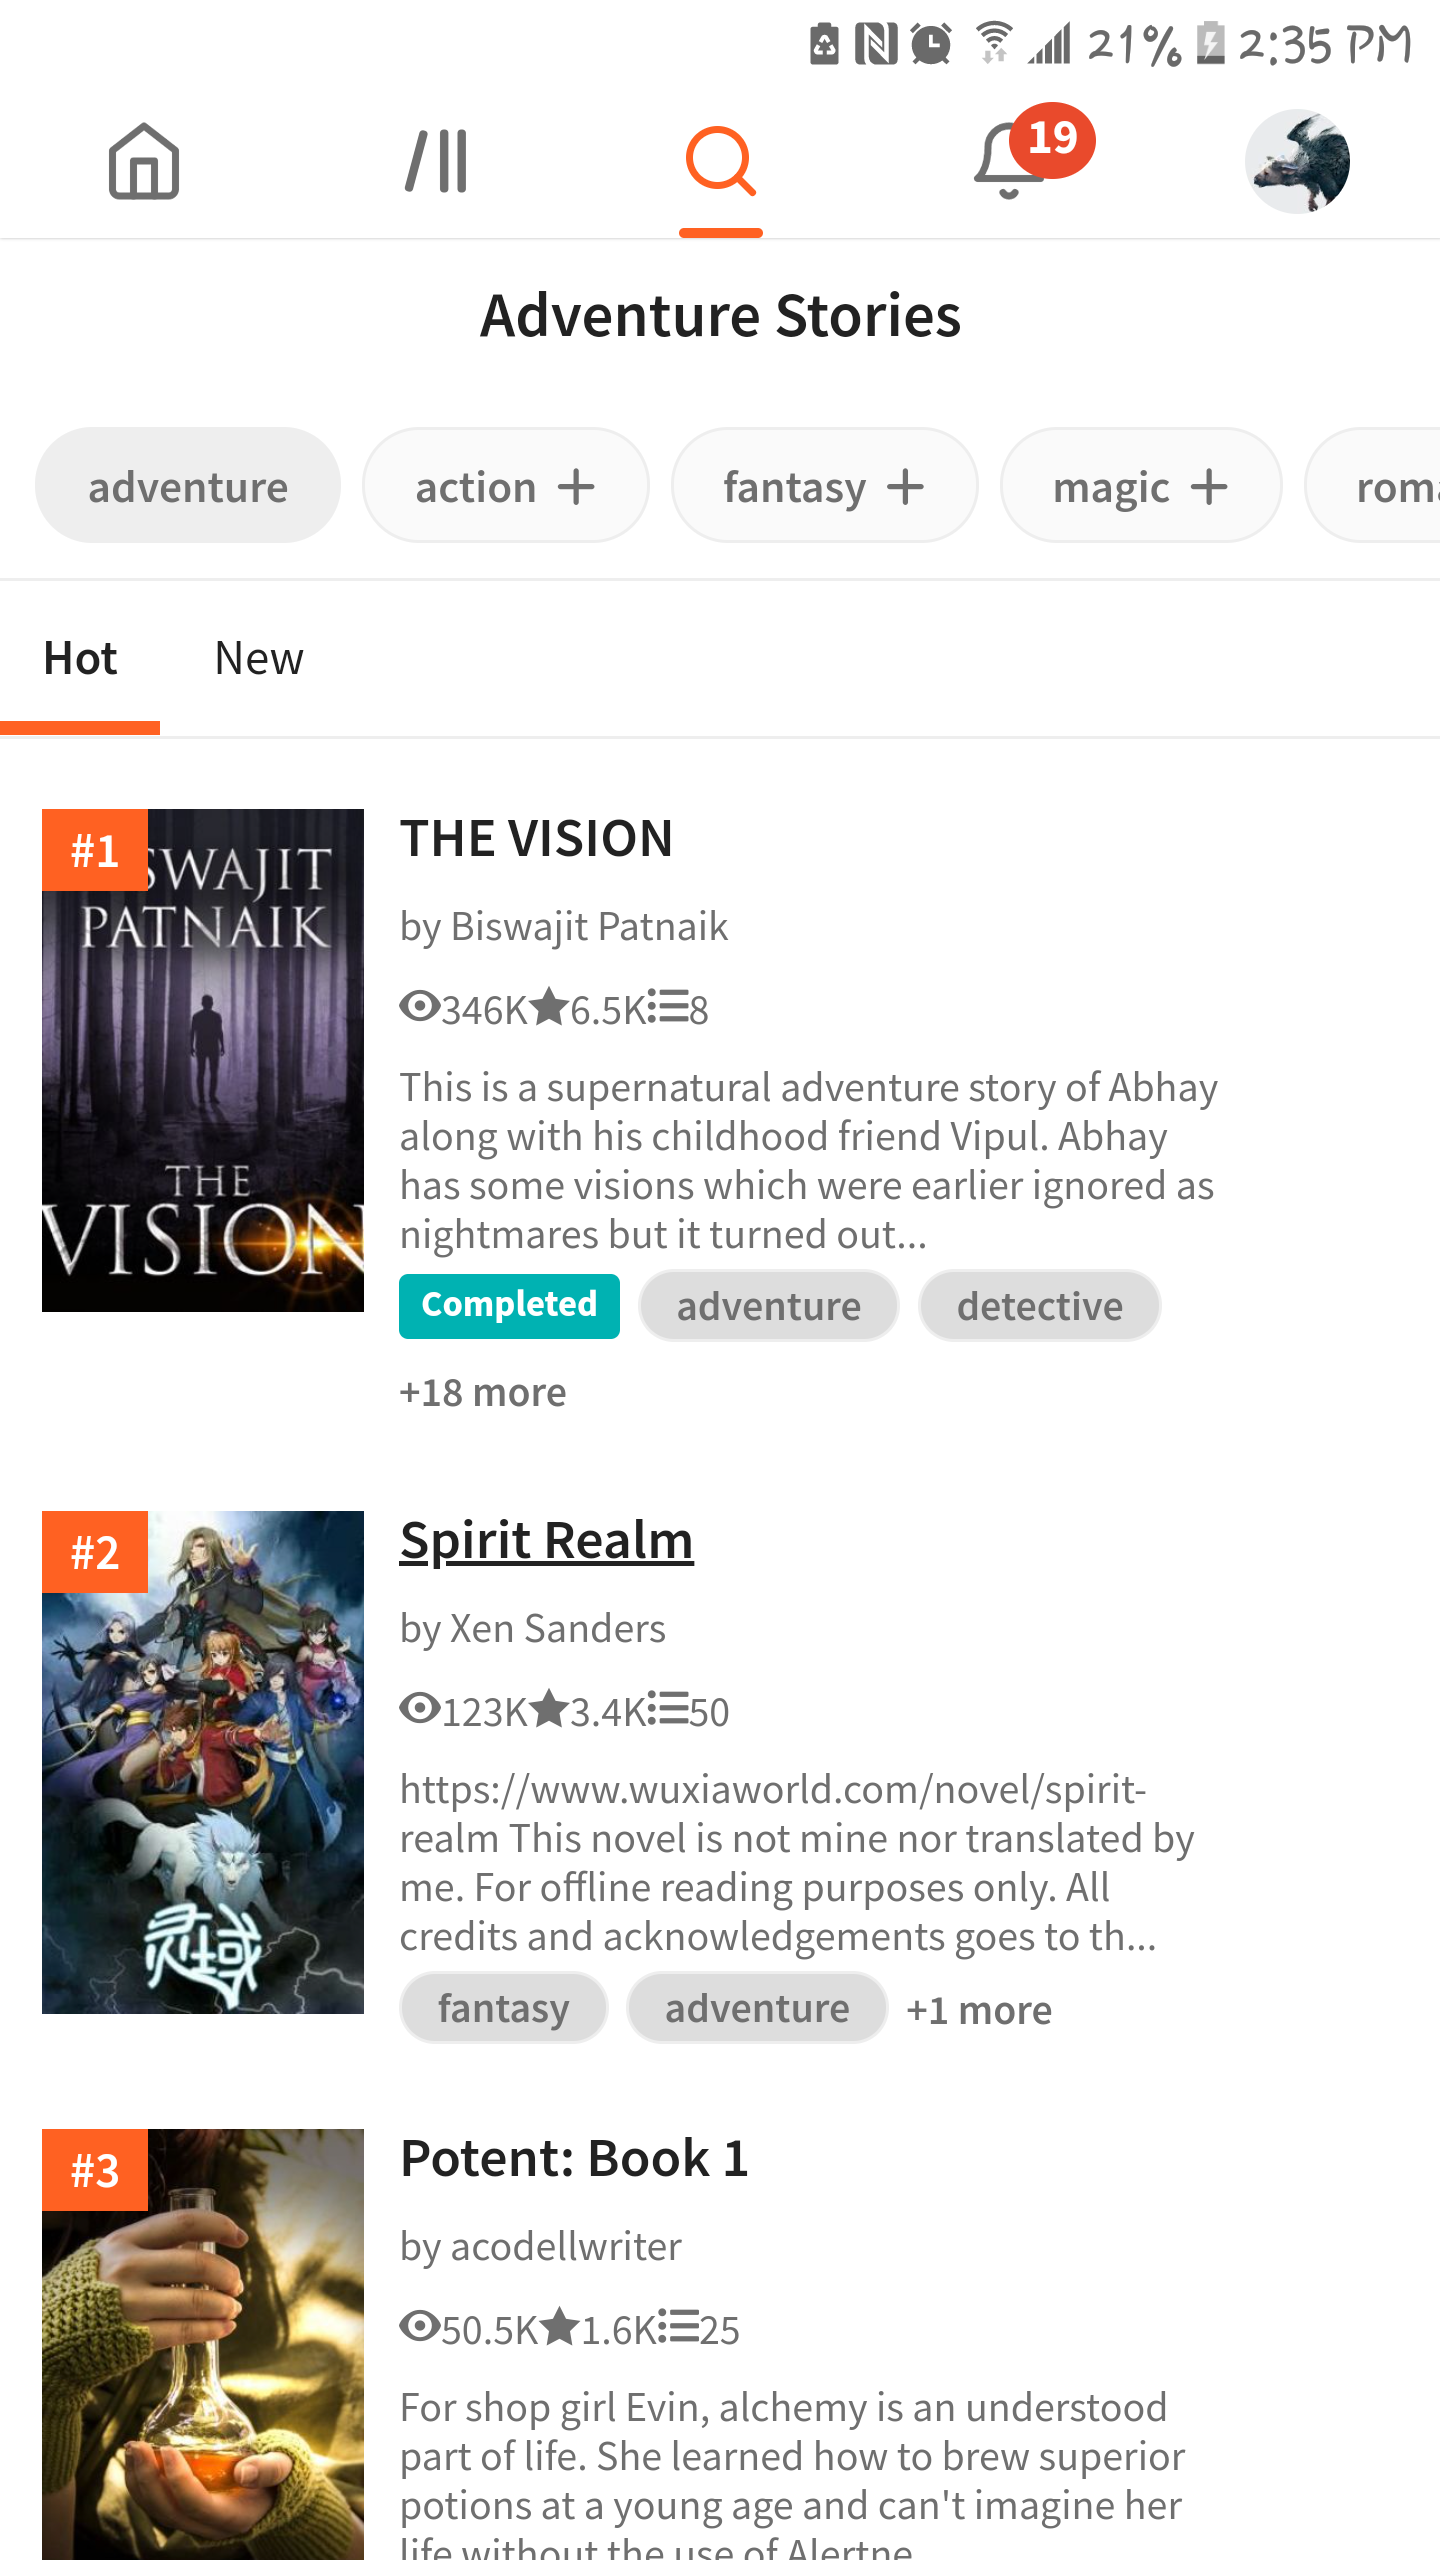 21% 2:35 PM
19
Adventure Stories
adventure action + fantasy + magic +
Hot New
#1
PATNAIK
THE
VISION
THE VISION
by Biswajit Patnaik
346K 6.5K 8
This is a supernatural adventure story of Abhay
along with his childhood friend Vipul. Abhay
has some visions which were earlier ignored as
nightmares but it turned out...
Completed adventure detective
+18 more
#2
灵域
Spirit Realm
by Xen Sanders
123K 3.4K 50
https://www.wuxiaworld.com/novel/spirit-
realm This novel is not mine nor translated by
me. For offline reading purposes only. All
credits and acknowledgements goes to th...
fantasy adventure +1 more
#3
Potent: Book 1
by acodellwriter
50.5K 1.6K 25
For shop girl Evin, alchemy is an understood
part of life. She learned how to brew superior
potions at a young age and can't imagine her
life without the use of